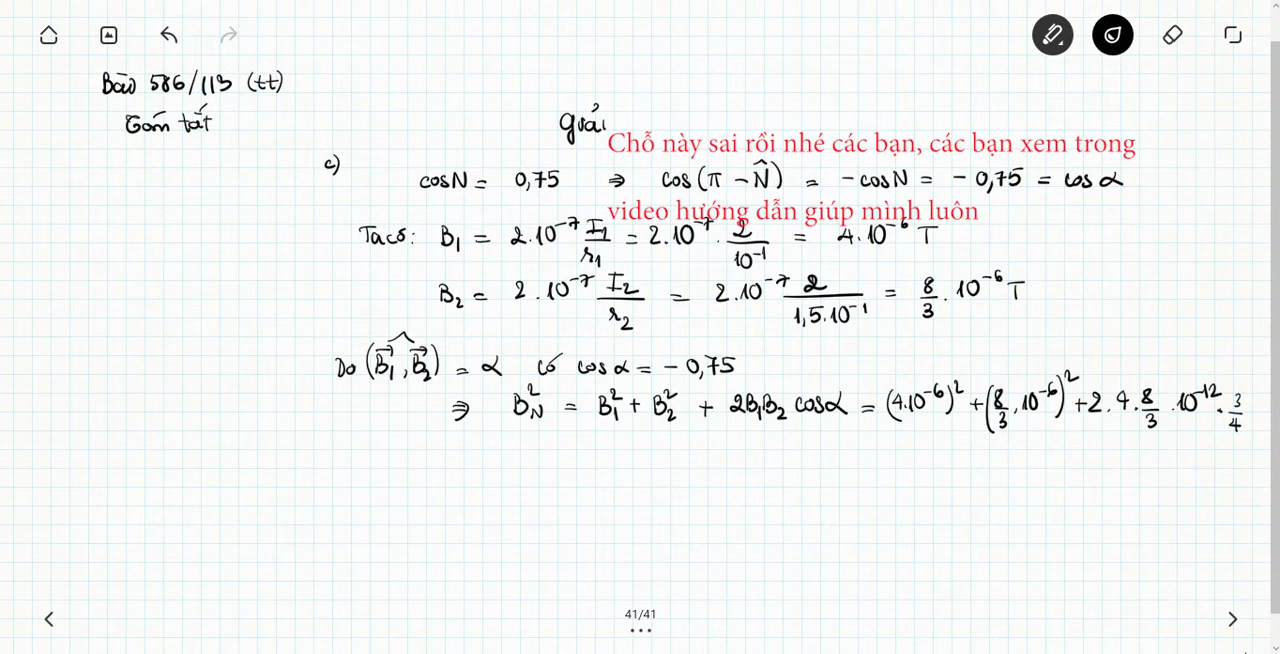 Bài 586/113 (tt)
Tóm tắt
Giải
Chỗ này sai rồi nhé các bạn, các bạn xem trong
c)
cosN = 0,75 ⇒ cos(π - N̂) = -cosN = - 0,75 = cosα
video hướng dẫn giúp mình luôn
Ta có: B₁ = 2.10⁻⁷ I₁/r₁ = 2.10⁻⁷ . 2/10⁻¹ = 4.10⁻⁶ T
B₂ = 2.10⁻⁷ I₂/r₂ = 2.10⁻⁷ 2/1,5.10⁻¹ = 8/3 . 10⁻⁶ T
Do (B⃗₁, B⃗₂) = α có cosα = - 0,75
⇒ B_N² = B₁² + B₂² + 2B₁B₂ cosα = (4.10⁻⁶)² + (8/3 . 10⁻⁶)² + 2.4.8/3 . 10⁻¹² . 3/4
41/41